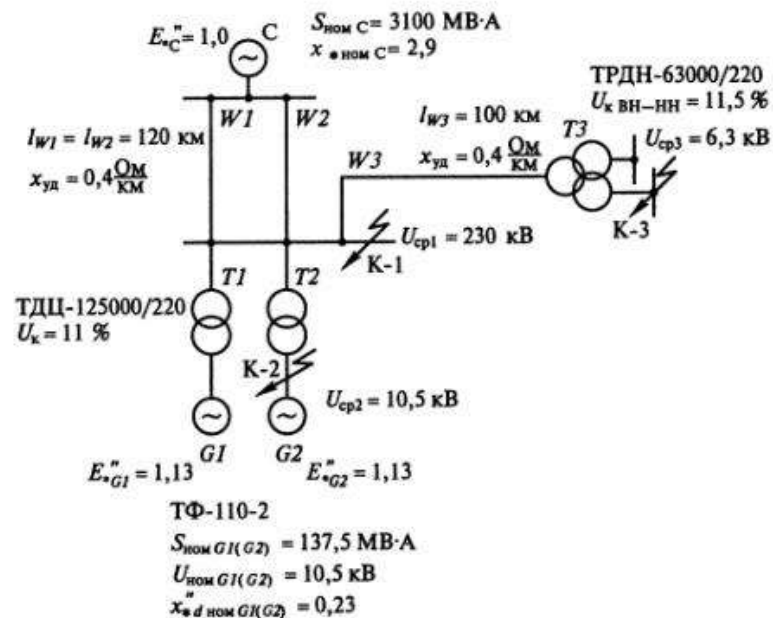 E″*C = 1,0
C
Sном C = 3100 МВ·А
x*ном C = 2,9
ТРДН-63000/220
Uк ВН–НН = 11,5 %
W1
W2
lW1 = lW2 = 120 км
xуд = 0,4 Ом/км
lW3 = 100 км
W3
xуд = 0,4 Ом/км
T3
Uср3 = 6,3 кВ
К-3
Uср1 = 230 кВ
К-1
T1
T2
ТДЦ-125000/220
Uк = 11 %
К-2
Uср2 = 10,5 кВ
G1
G2
E″*G1 = 1,13
E″*G2 = 1,13
ТФ-110-2
Sном G1(G2) = 137,5 МВ·А
Uном G1(G2) = 10,5 кВ
x″*d ном G1(G2) = 0,23